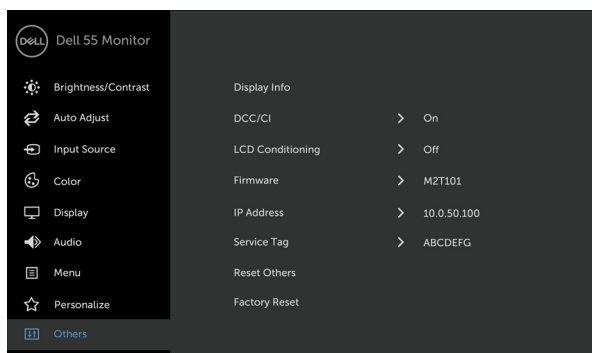 DELL Dell 55 Monitor
Brightness/Contrast
Auto Adjust
Input Source
Color
Display
Audio
Menu
Personalize
Others
Display Info
DCC/CI > On
LCD Conditioning > Off
Firmware > M2T101
IP Address > 10.0.50.100
Service Tag > ABCDEFG
Reset Others
Factory Reset